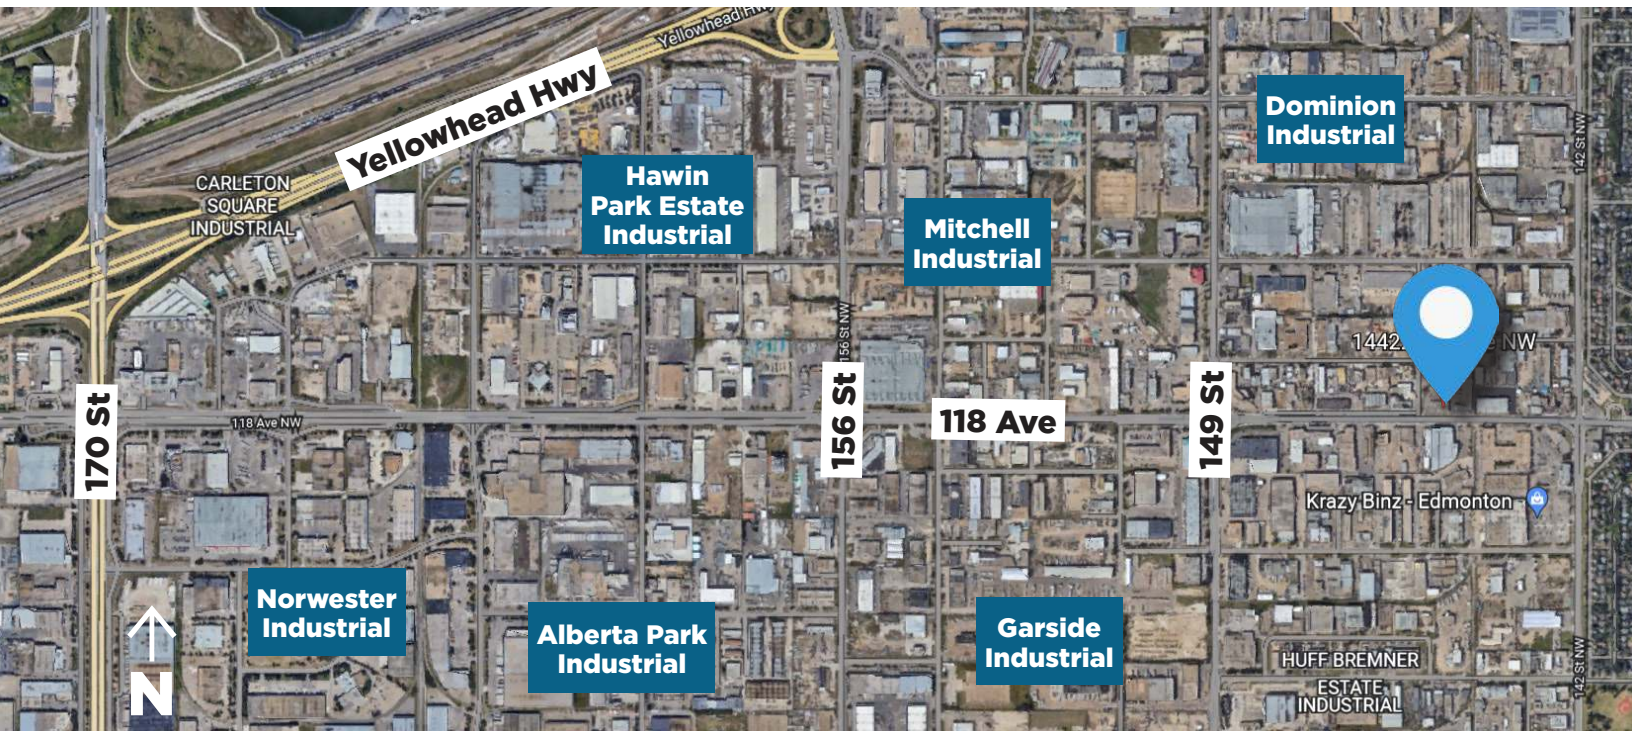 Yellowhead Hwy
Yellowhead Hwy
Dominion
Industrial
142 St NW
CARLETON
SQUARE
INDUSTRIAL
Hawin
Park Estate
Industrial
Mitchell
Industrial
156 St NW
NW
170 St
118 Ave NW
156 St
118 Ave
149 St
Krazy Binz - Edmonton
Norwester
Industrial
Alberta Park
Industrial
Garside
Industrial
HUFF BREMNER
ESTATE
INDUSTRIAL
142 St NW
N